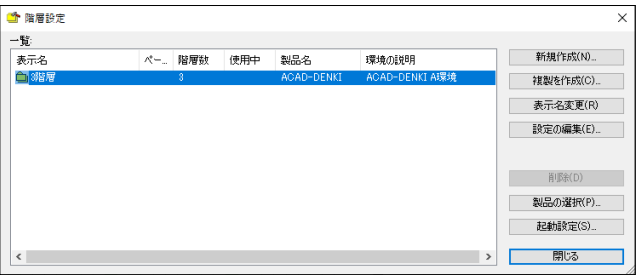 階層設定
一覧:
表示名 ペー... 階層数 使用中 製品名 環境の説明
3階層 3 ACAD-DENKI ACAD-DENKI AI環境
新規作成(N)...
複製を作成(C)...
表示名変更(R)
設定の編集(E)...
削除(D)
製品の選択(P)...
起動設定(S)...
閉じる